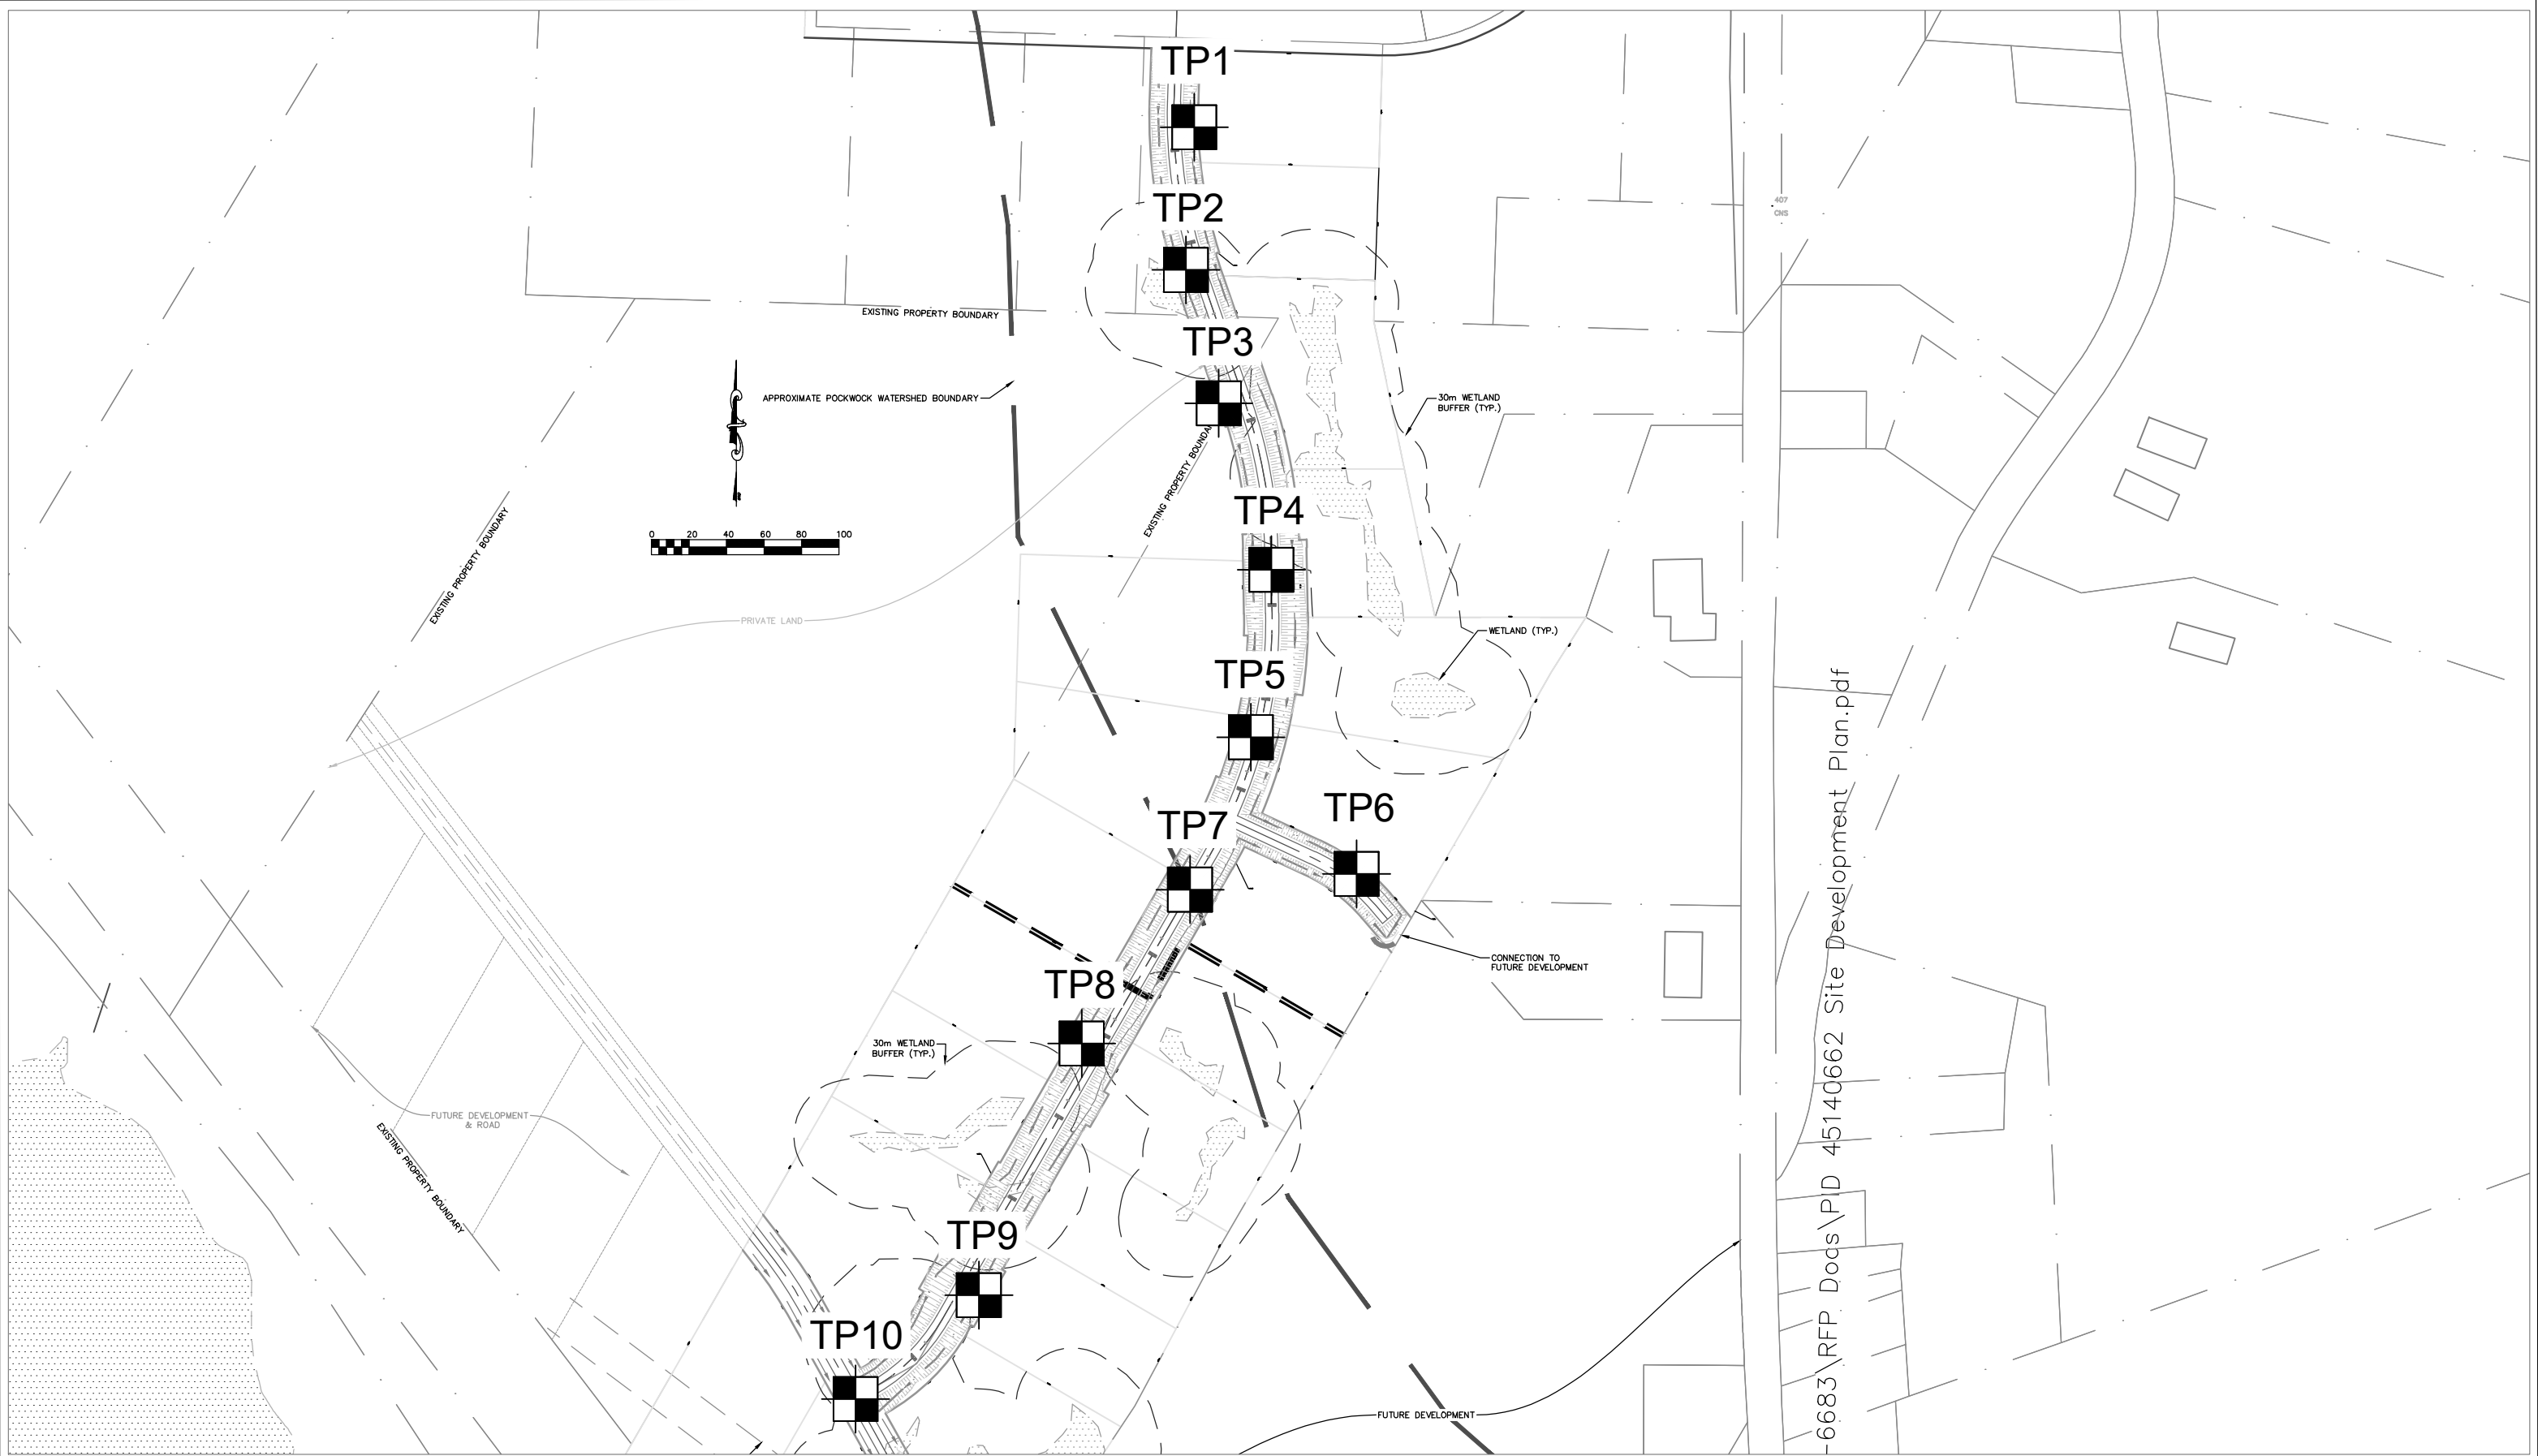 TP1
TP2
407
CNS
EXISTING PROPERTY BOUNDARY
TP3
APPROXIMATE POCKWOCK WATERSHED BOUNDARY
30m WETLAND
BUFFER (TYP.)
EXISTING PROPERTY BOUNDARY
TP4
0 20 40 60 80 100
EXISTING PROPERTY BOUNDARY
PRIVATE LAND
WETLAND (TYP.)
TP5
TP6
TP7
CONNECTION TO
FUTURE DEVELOPMENT
TP8
30m WETLAND
BUFFER (TYP.)
FUTURE DEVELOPMENT
& ROAD
EXISTING PROPERTY BOUNDARY
TP9
TP10
FUTURE DEVELOPMENT
-6683\RFP Docs\PID 45140662 Site Development Plan.pdf